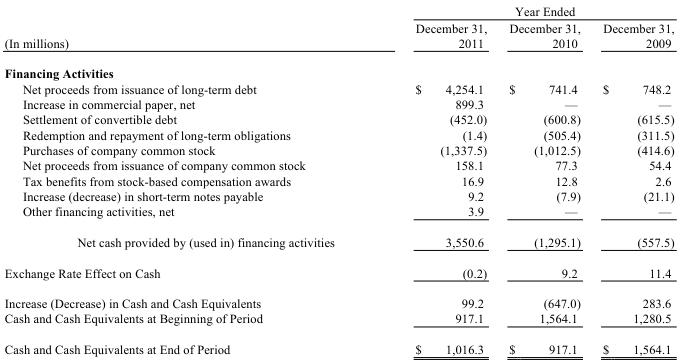 Year Ended
December 31, December 31, December 31,
(In millions) 2011 2010 2009
Financing Activities
Net proceeds from issuance of long-term debt $ 4,254.1 $ 741.4 $ 748.2
Increase in commercial paper, net 899.3 — —
Settlement of convertible debt (452.0) (600.8) (615.5)
Redemption and repayment of long-term obligations (1.4) (505.4) (311.5)
Purchases of company common stock (1,337.5) (1,012.5) (414.6)
Net proceeds from issuance of company common stock 158.1 77.3 54.4
Tax benefits from stock-based compensation awards 16.9 12.8 2.6
Increase (decrease) in short-term notes payable 9.2 (7.9) (21.1)
Other financing activities, net 3.9 — —
Net cash provided by (used in) financing activities 3,550.6 (1,295.1) (557.5)
Exchange Rate Effect on Cash (0.2) 9.2 11.4
Increase (Decrease) in Cash and Cash Equivalents 99.2 (647.0) 283.6
Cash and Cash Equivalents at Beginning of Period 917.1 1,564.1 1,280.5
Cash and Cash Equivalents at End of Period $ 1,016.3 $ 917.1 $ 1,564.1